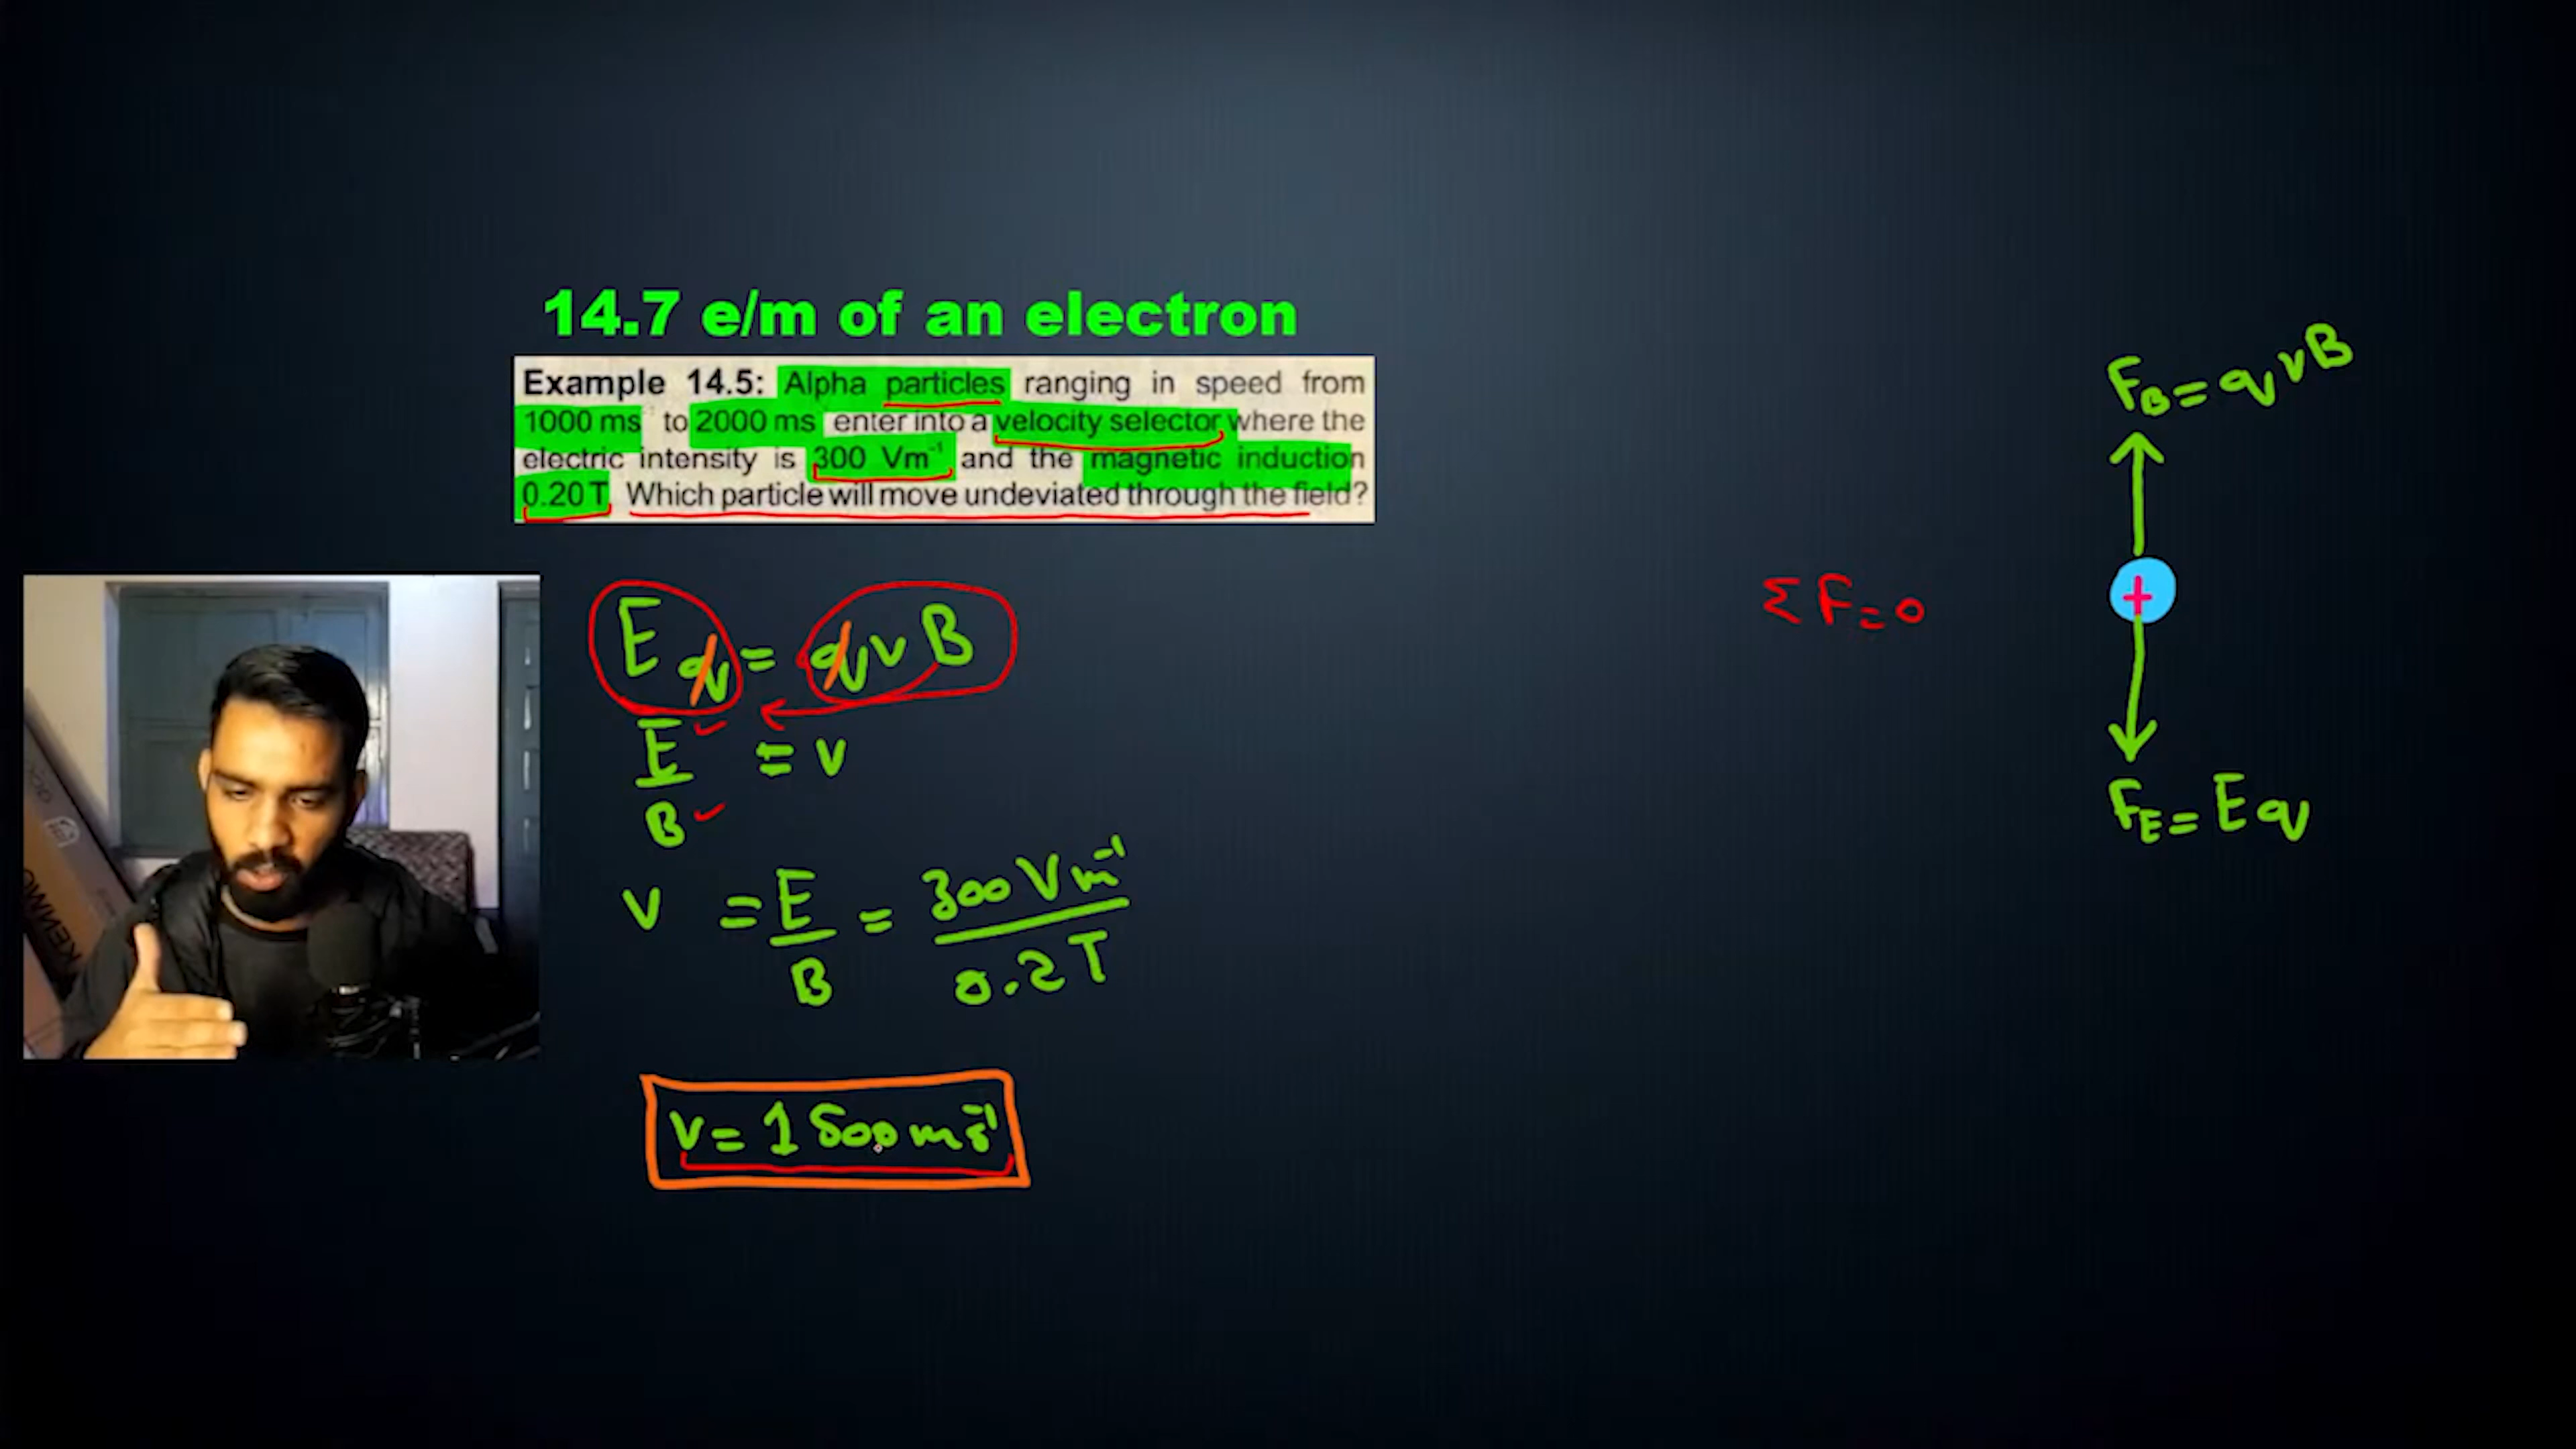 14.7 e/m of an electron
Example 14.5: Alpha particles ranging in speed from
1000 ms⁻¹ to 2000 ms enter into a velocity selector where the
electric intensity is 300 Vm⁻¹ and the magnetic induction
0.20 T Which particle will move undeviated through the field?
F_B = qvB
ΣF = 0
Eq = qvB
E/B = v
F_E = Eq
v = E/B = 300 Vm⁻¹/0.2 T
v = 1500 ms⁻¹